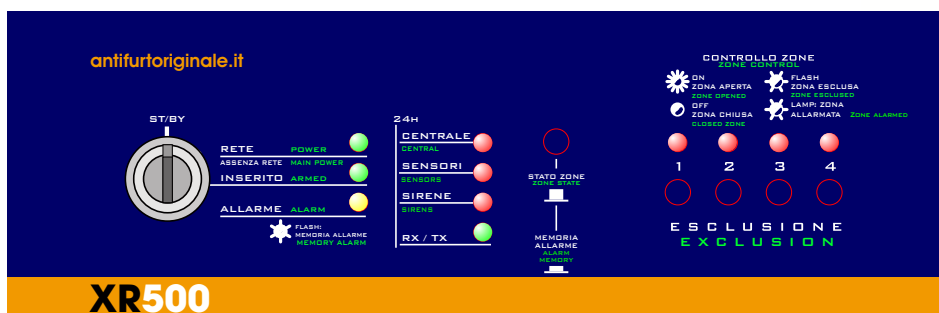 antifurtoriginale.it
ST/BY
RETE POWER
ASSENZA RETE MAIN POWER
INSERITO ARMED
ALLARME ALARM
FLASH:
MEMORIA ALLARME
MEMORY ALARM
24H
CENTRALE
CENTRAL
SENSORI
SENSORS
SIRENE
SIRENS
RX / TX
STATO ZONE
ZONE STATE
MEMORIA
ALLARME
ALARM
MEMORY
CONTROLLO ZONE
ZONE CONTROL
ON
ZONA APERTA
ZONE OPENED
OFF
ZONA CHIUSA
CLOSED ZONE
FLASH
ZONA ESCLUSA
ZONE ESCLUSED
LAMP: ZONA
ALLARMATA Zone alarmed
1 2 3 4
ESCLUSIONE
EXCLUSION
XR500